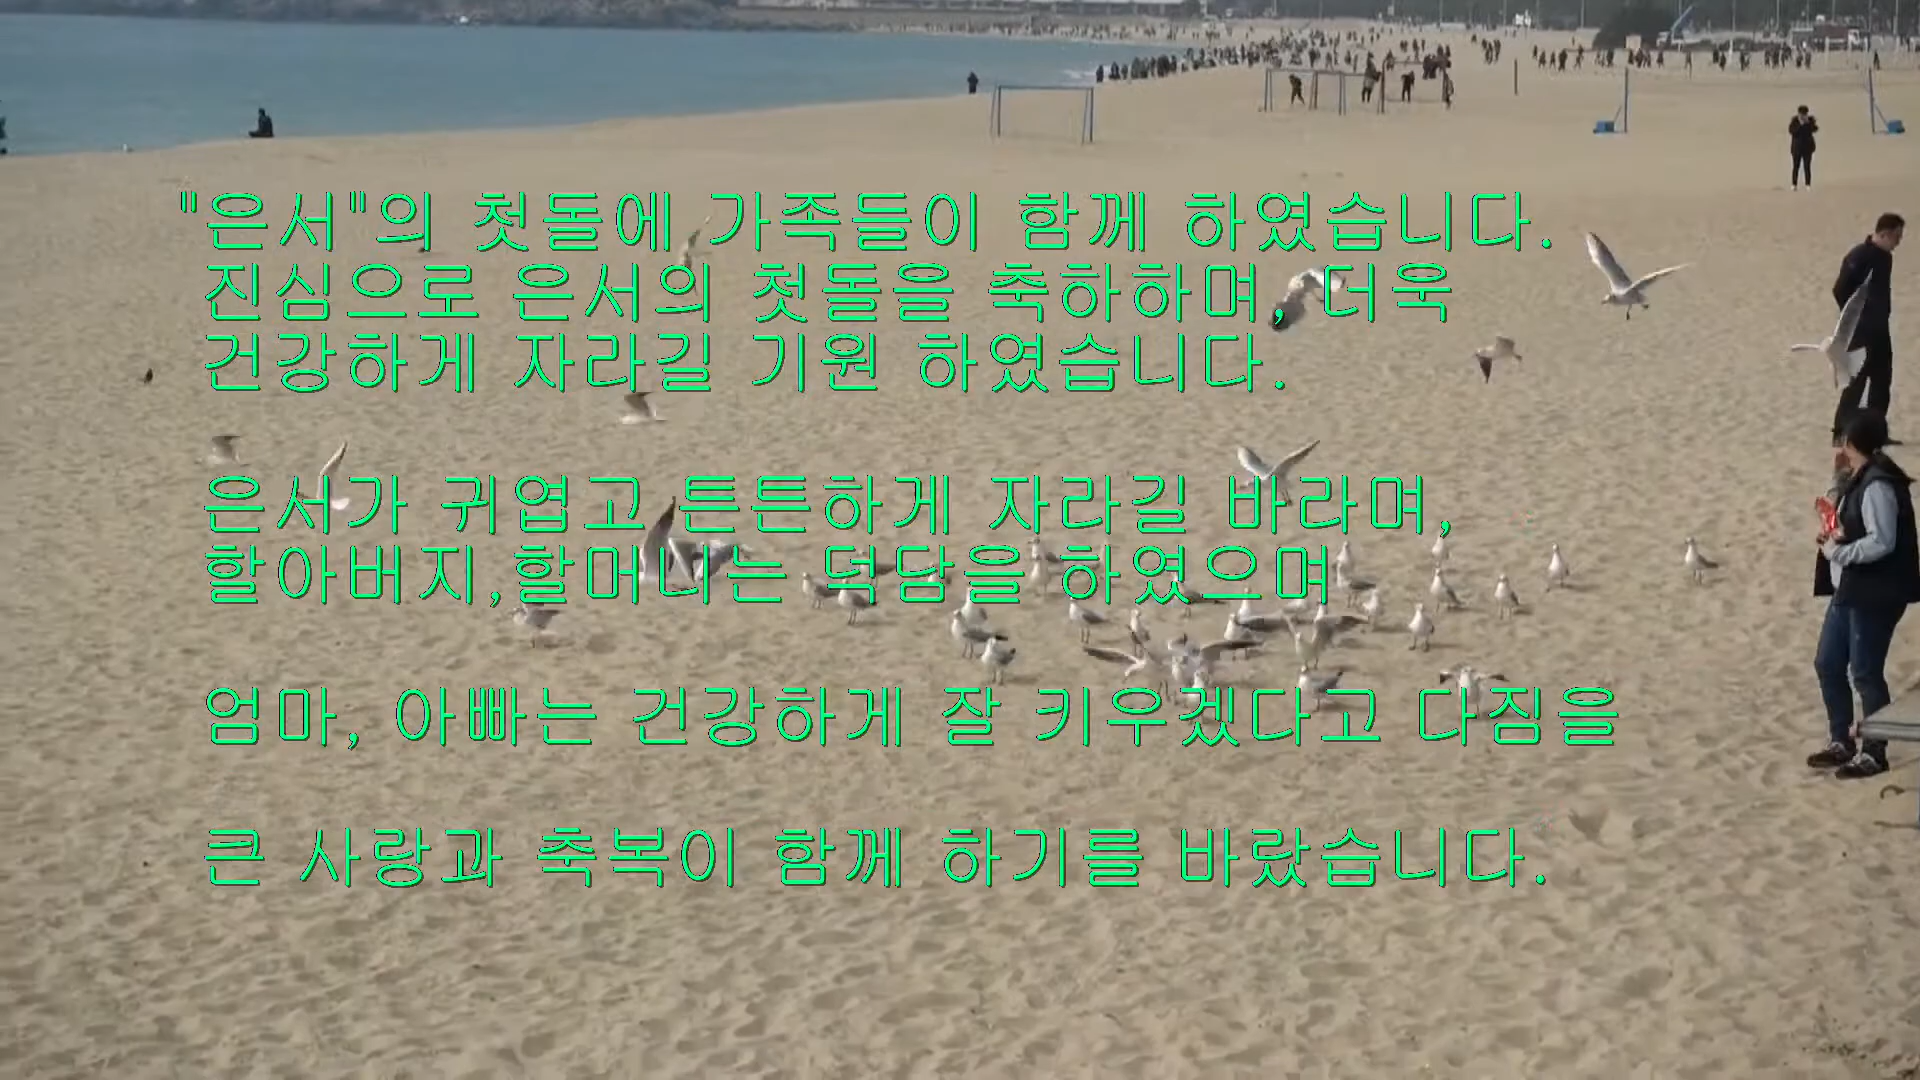 "은서"의 첫돌에 가족들이 함께 하였습니다.
진심으로 은서의 첫돌을 축하하며, 더욱
건강하게 자라길 기원 하였습니다.
은서가 귀엽고 튼튼하게 자라길 바라며,
할아버지,할머니는 덕담을 하였으며
엄마, 아빠는 건강하게 잘 키우겠다고 다짐을
큰 사랑과 축복이 함께 하기를 바랐습니다.